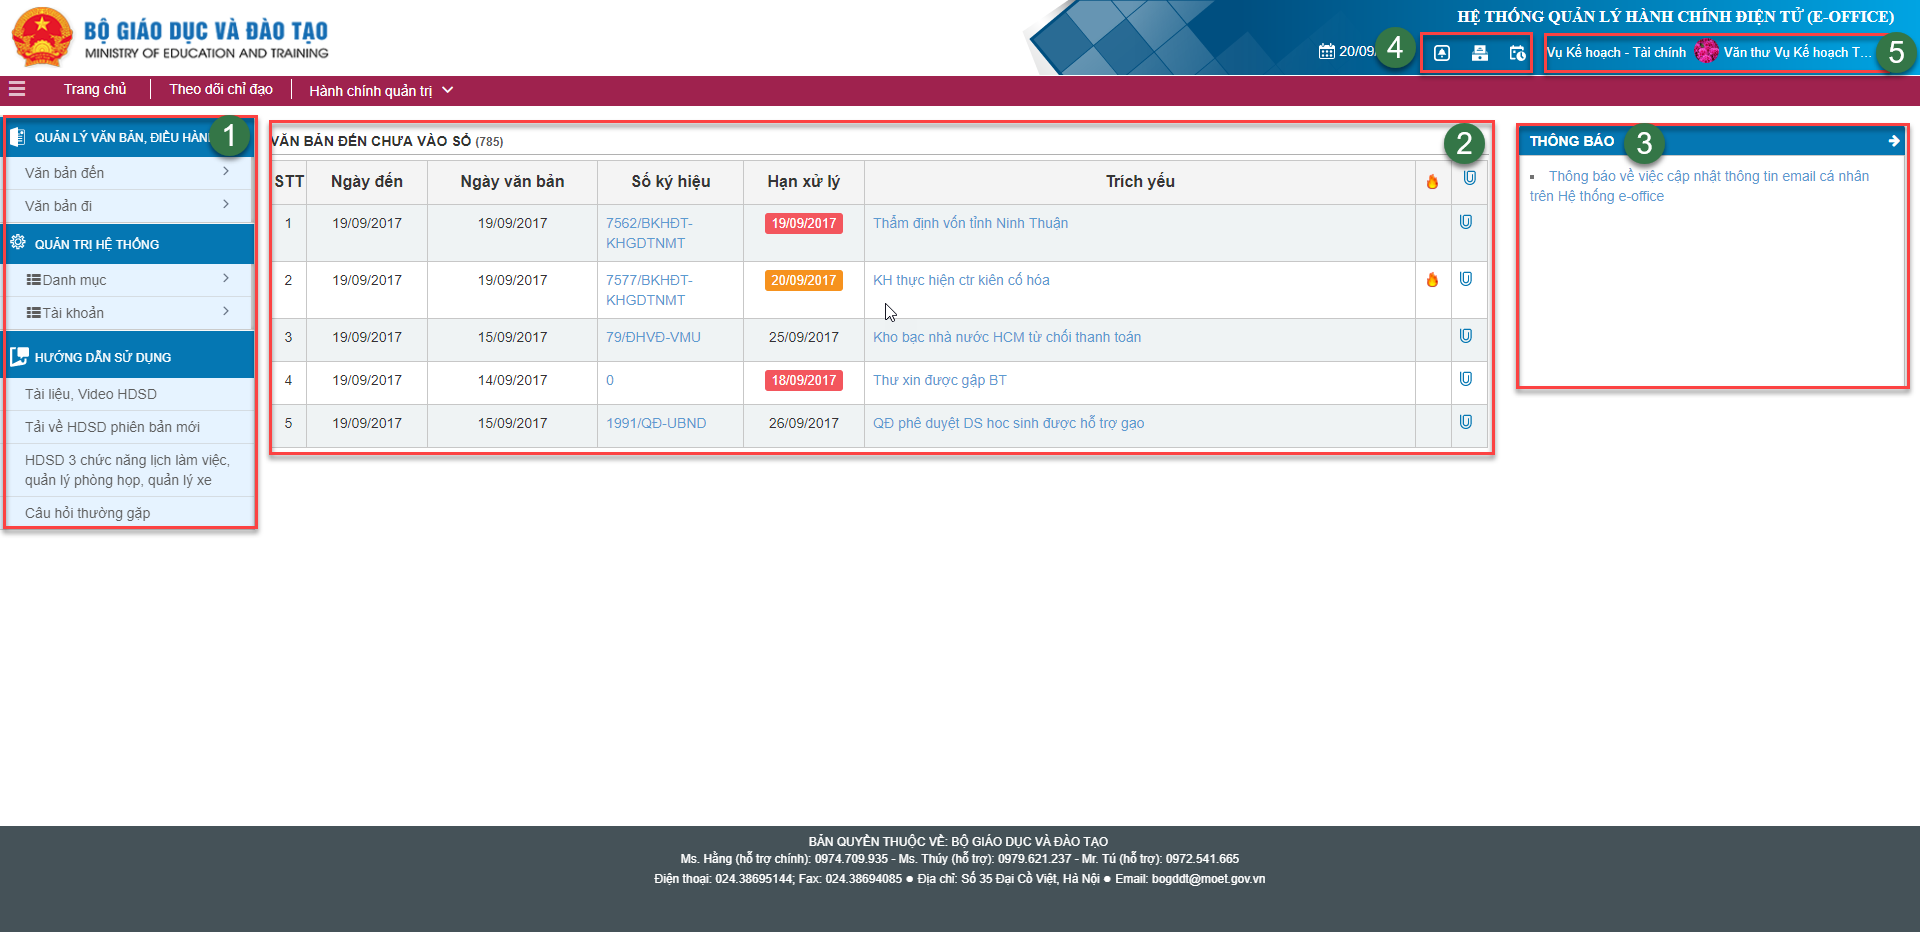 BỘ GIÁO DỤC VÀ ĐÀO TẠO
MINISTRY OF EDUCATION AND TRAINING
HỆ THỐNG QUẢN LÝ HÀNH CHÍNH ĐIỆN TỬ (E-OFFICE)
20/09/
4
Vụ Kế hoạch - Tài chính
Văn thư Vụ Kế hoạch T...
5
Trang chủ
Theo dõi chỉ đạo
Hành chính quản trị
QUẢN LÝ VĂN BẢN, ĐIỀU HÀN
1
Văn bản đến
Văn bản đi
QUẢN TRỊ HỆ THỐNG
Danh mục
Tài khoản
HƯỚNG DẪN SỬ DỤNG
Tài liệu, Video HDSD
Tải về HDSD phiên bản mới
HDSD 3 chức năng lịch làm việc,
quản lý phòng họp, quản lý xe
Câu hỏi thường gặp
VĂN BẢN ĐẾN CHƯA VÀO SỔ (785)
2
STT Ngày đến Ngày văn bản Số ký hiệu Hạn xử lý Trích yếu
1 19/09/2017 19/09/2017 7562/BKHĐT- 19/09/2017 Thẩm định vốn tỉnh Ninh Thuận
KHGDTNMT
2 19/09/2017 19/09/2017 7577/BKHĐT- 20/09/2017 KH thực hiện ctr kiên cố hóa
KHGDTNMT
3 19/09/2017 15/09/2017 79/ĐHVĐ-VMU 25/09/2017 Kho bạc nhà nước HCM từ chối thanh toán
4 19/09/2017 14/09/2017 0 18/09/2017 Thư xin được gập BT
5 19/09/2017 15/09/2017 1991/QĐ-UBND 26/09/2017 QĐ phê duyệt DS hoc sinh được hỗ trợ gao
THÔNG BÁO
3
Thông báo về việc cập nhật thông tin email cá nhân
trên Hệ thống e-office
BẢN QUYỀN THUỘC VỀ: BỘ GIÁO DỤC VÀ ĐÀO TẠO
Ms. Hằng (hỗ trợ chính): 0974.709.935 - Ms. Thúy (hỗ trợ): 0979.621.237 - Mr. Tú (hỗ trợ): 0972.541.665
Điện thoại: 024.38695144; Fax: 024.38694085 ● Địa chỉ: Số 35 Đại Cồ Việt, Hà Nội ● Email: bogddt@moet.gov.vn